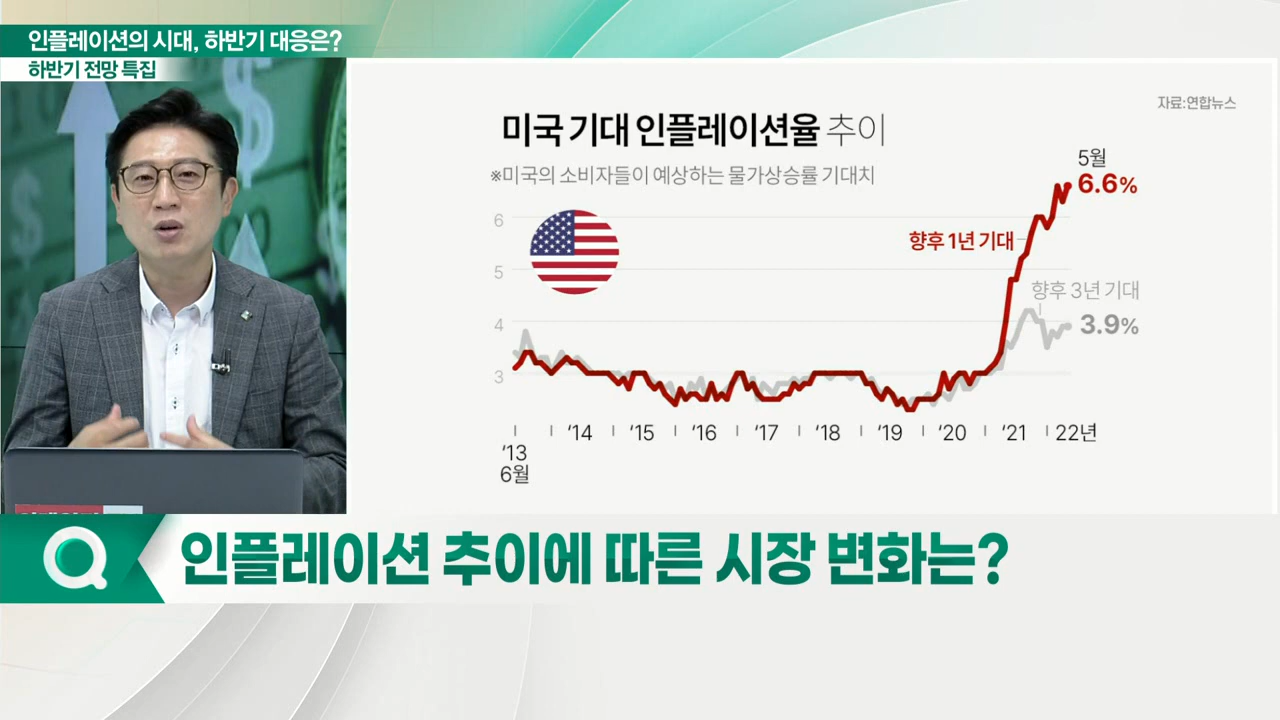 인플레이션의 시대, 하반기 대응은?
하반기 전망 특집
자료:연합뉴스
미국 기대 인플레이션율 추이
※미국의 소비자들이 예상하는 물가상승률 기대치
5월
6.6%
6
향후 1년 기대
5
향후 3년 기대
4
3.9%
3
'13 '14 '15 '16 '17 '18 '19 '20 '21 22년
6월
인플레이션 추이에 따른 시장 변화는?